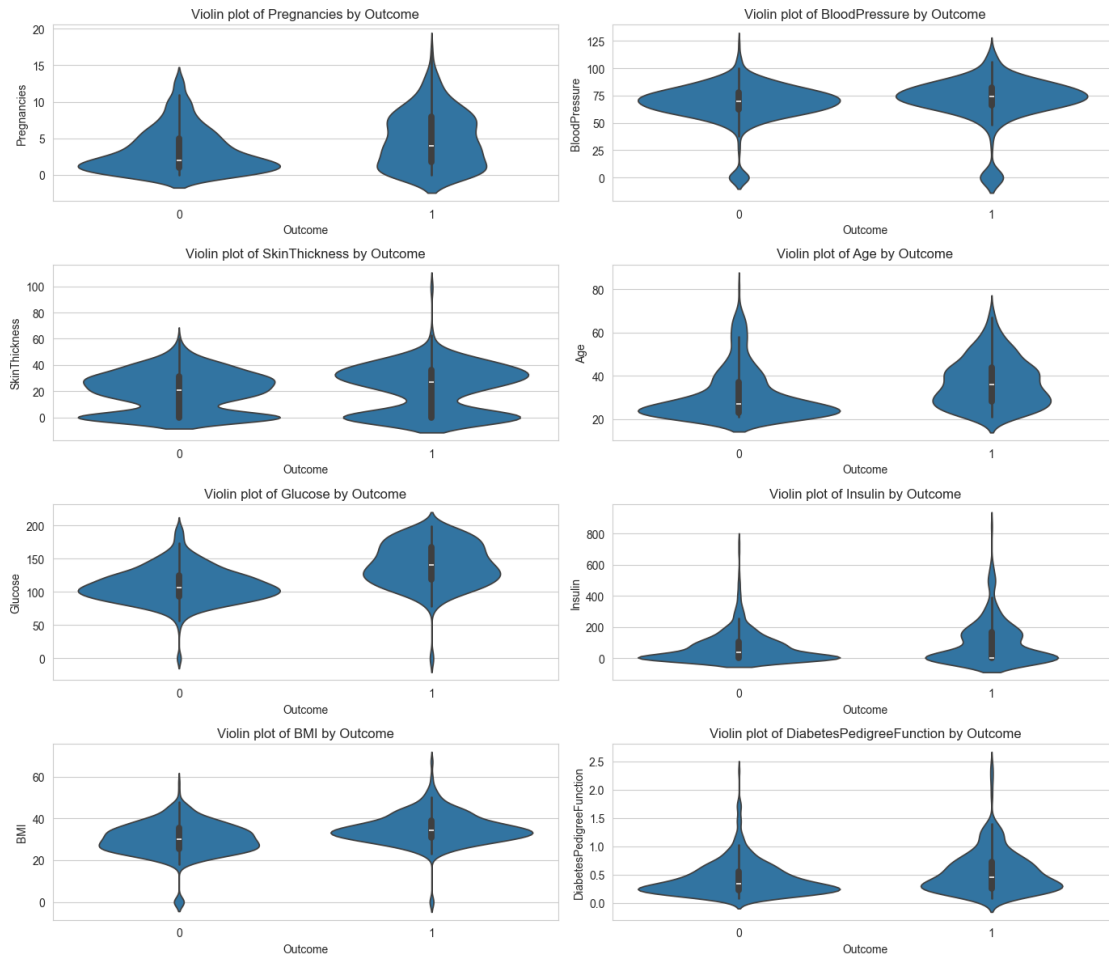 Violin plot of Pregnancies by Outcome
20
15
10
5
0
Pregnancies
0
1
Outcome
Violin plot of BloodPressure by Outcome
125
100
75
50
25
0
BloodPressure
0
1
Outcome
Violin plot of SkinThickness by Outcome
100
80
60
40
20
0
SkinThickness
0
1
Outcome
Violin plot of Age by Outcome
80
60
40
20
Age
0
1
Outcome
Violin plot of Glucose by Outcome
200
150
100
50
0
Glucose
0
1
Outcome
Violin plot of Insulin by Outcome
800
600
400
200
0
Insulin
0
1
Outcome
Violin plot of BMI by Outcome
60
40
20
0
BMI
0
1
Outcome
Violin plot of DiabetesPedigreeFunction by Outcome
2.5
2.0
1.5
1.0
0.5
0.0
DiabetesPedigreeFunction
0
1
Outcome